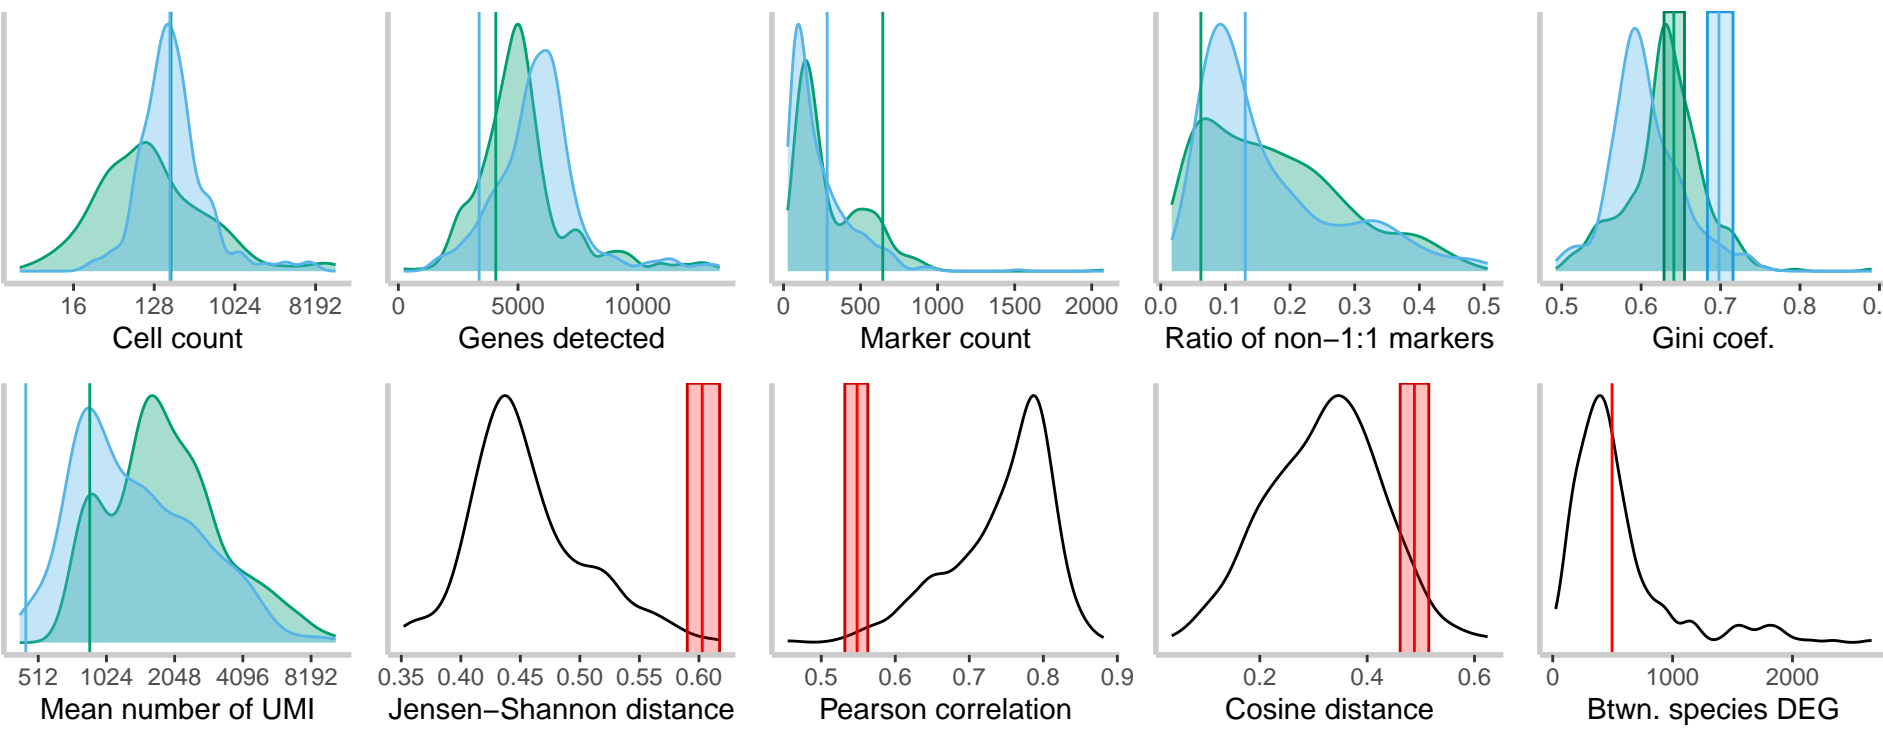 16 128 1024 8192
Cell count
0 5000 10000
Genes detected
0 500 1000 1500 2000
Marker count
0.0 0.1 0.2 0.3 0.4 0.5
Ratio of non−1:1 markers
0.5 0.6 0.7 0.8 0.
Gini coef.
512 1024 2048 4096 8192
Mean number of UMI
0.35 0.40 0.45 0.50 0.55 0.60
Jensen−Shannon distance
0.5 0.6 0.7 0.8 0.9
Pearson correlation
0.2 0.4 0.6
Cosine distance
0 1000 2000
Btwn. species DEG